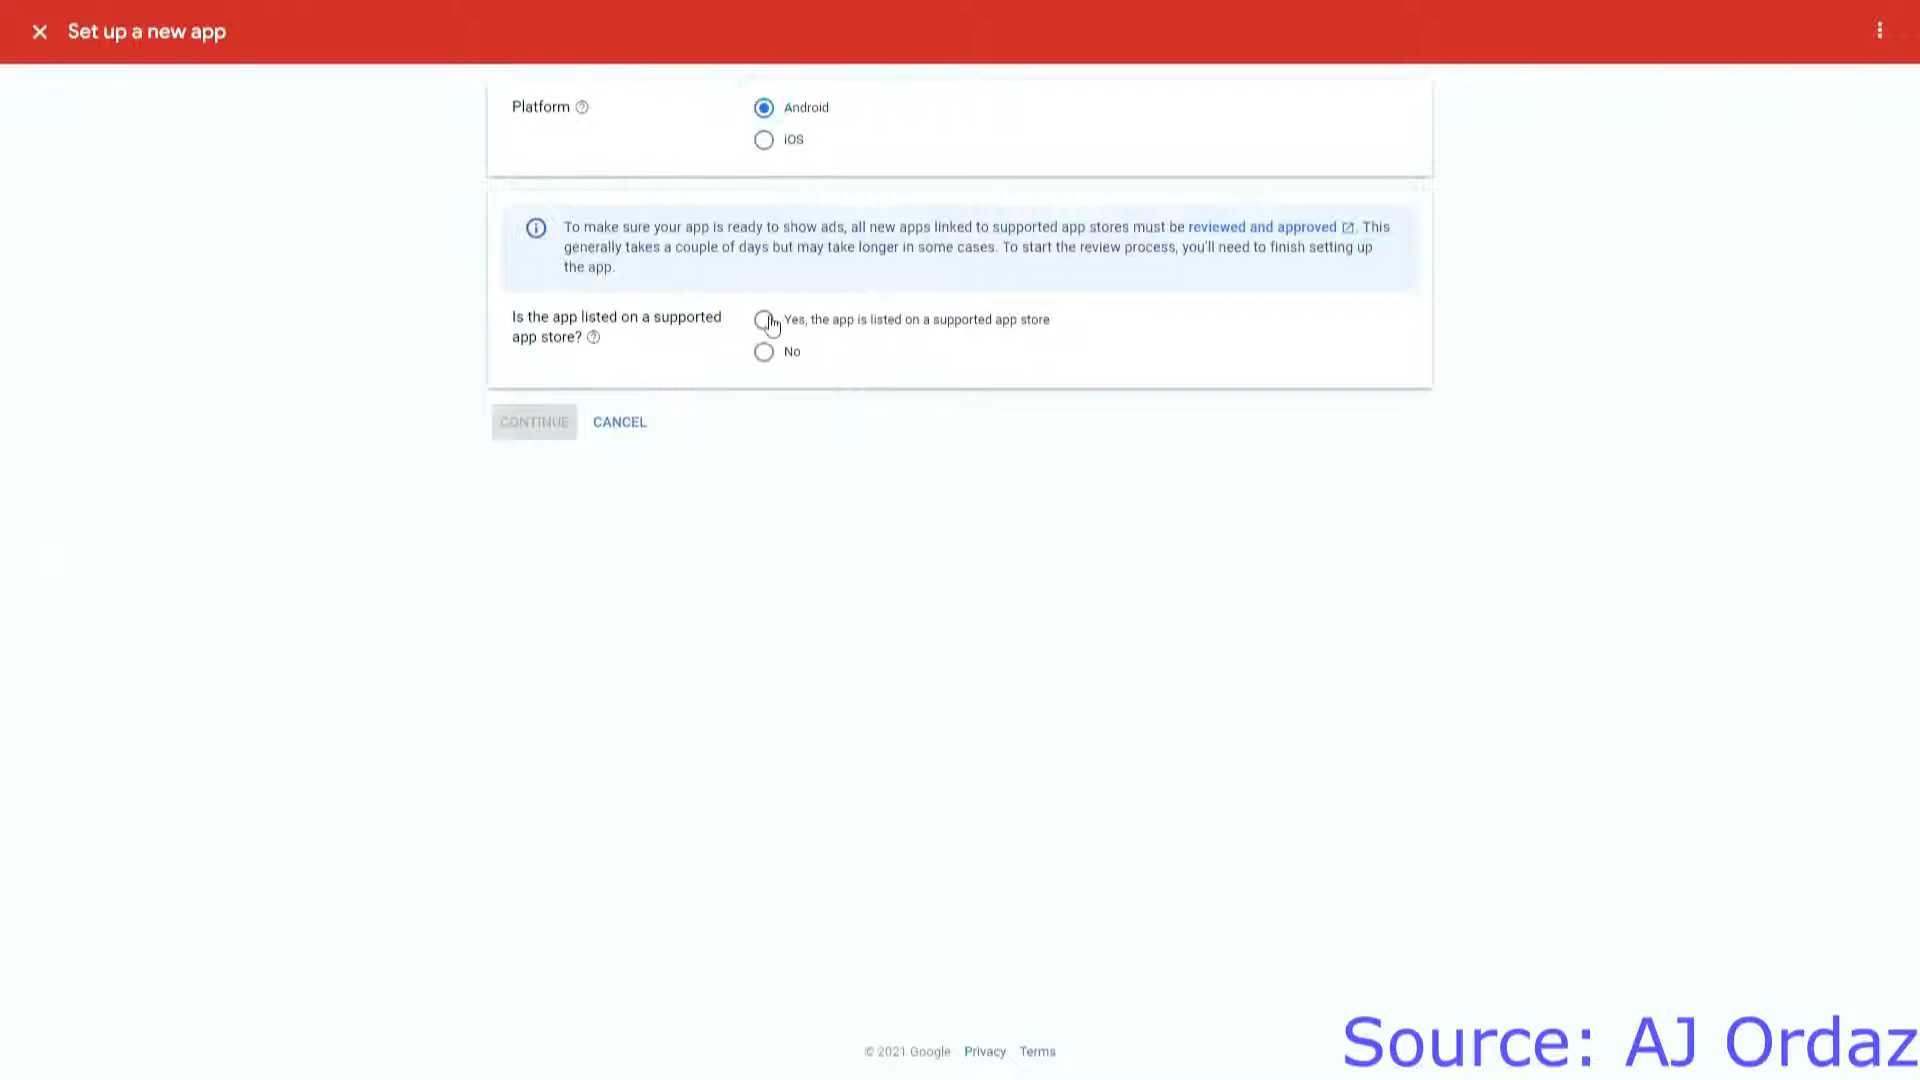 Set up a new app
Platform
Android
iOS
To make sure your app is ready to show ads, all new apps linked to supported app stores must be reviewed and approved. This
generally takes a couple of days but may take longer in some cases. To start the review process, you'll need to finish setting up
the app.
Is the app listed on a supported
app store?
Yes, the app is listed on a supported app store
No
CONTINUE CANCEL
© 2021 Google Privacy Terms
Source: AJ Ordaz